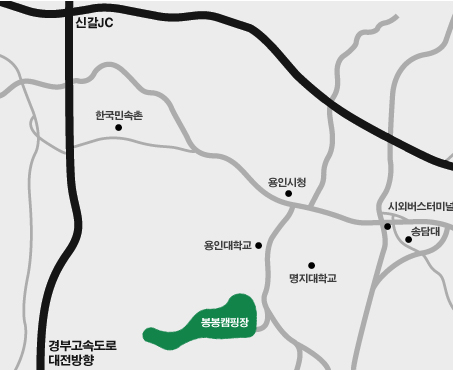 신갈JC
한국민속촌
용인시청
시외버스터미널
송담대
용인대학교
명지대학교
봉봉캠핑장
경부고속도로
대전방향